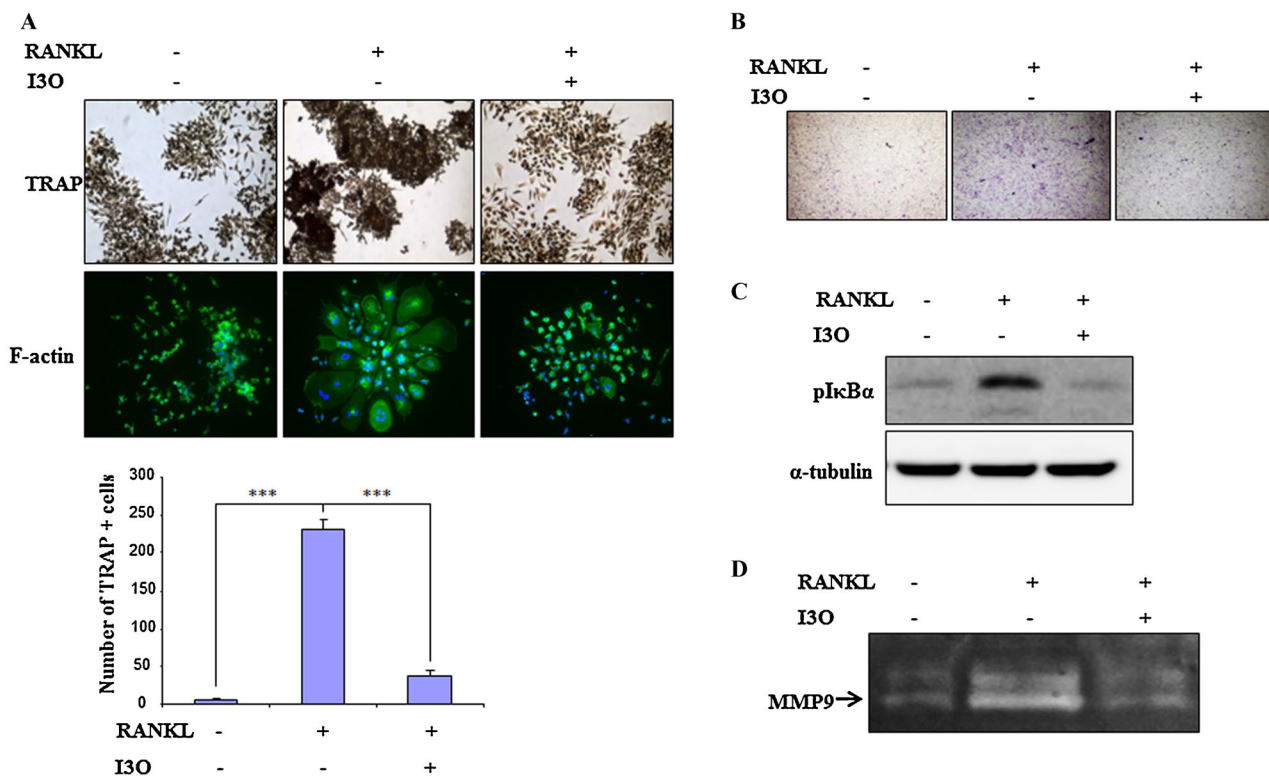 A
RANKL - + +
I3O - - +
TRAP
F-actin
*** ***
Number of TRAP + cells
300
250
200
150
100
50
0
RANKL - + +
I3O - - +
B
RANKL - + +
I3O - - +
C
RANKL - + +
I3O - - +
pIκBα
α-tubulin
D
RANKL - + +
I3O - - +
MMP9→